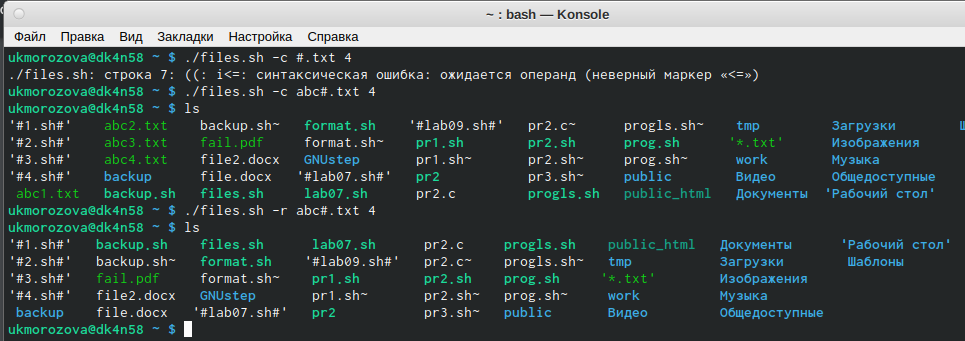 ~ : bash — Konsole
Файл Правка Вид Закладки Настройка Справка
ukmorozova@dk4n58 ~ $ ./files.sh -c #.txt 4
./files.sh: строка 7: ((: i<=: синтаксическая ошибка: ожидается операнд (неверный маркер «<=»)
ukmorozova@dk4n58 ~ $ ./files.sh -c abc#.txt 4
ukmorozova@dk4n58 ~ $ ls
'#1.sh#' abc2.txt backup.sh~ format.sh '#lab09.sh#' pr2.c~ progls.sh~ tmp Загрузки
'#2.sh#' abc3.txt fail.pdf format.sh~ pr1.sh pr2.sh prog.sh '*.txt' Изображения
'#3.sh#' abc4.txt file2.docx GNUstep pr1.sh~ pr2.sh~ prog.sh~ work Музыка
'#4.sh#' backup file.docx '#lab07.sh#' pr2 pr3.sh~ public Видео Общедоступные
abc1.txt backup.sh files.sh lab07.sh pr2.c progls.sh public_html Документы 'Рабочий стол'
ukmorozova@dk4n58 ~ $ ./files.sh -r abc#.txt 4
ukmorozova@dk4n58 ~ $ ls
'#1.sh#' backup.sh files.sh lab07.sh pr2.c progls.sh public_html Документы 'Рабочий стол'
'#2.sh#' backup.sh~ format.sh '#lab09.sh#' pr2.c~ progls.sh~ tmp Загрузки Шаблоны
'#3.sh#' fail.pdf format.sh~ pr1.sh pr2.sh prog.sh '*.txt' Изображения
'#4.sh#' file2.docx GNUstep pr1.sh~ pr2.sh~ prog.sh~ work Музыка
backup file.docx '#lab07.sh#' pr2 pr3.sh~ public Видео Общедоступные
ukmorozova@dk4n58 ~ $